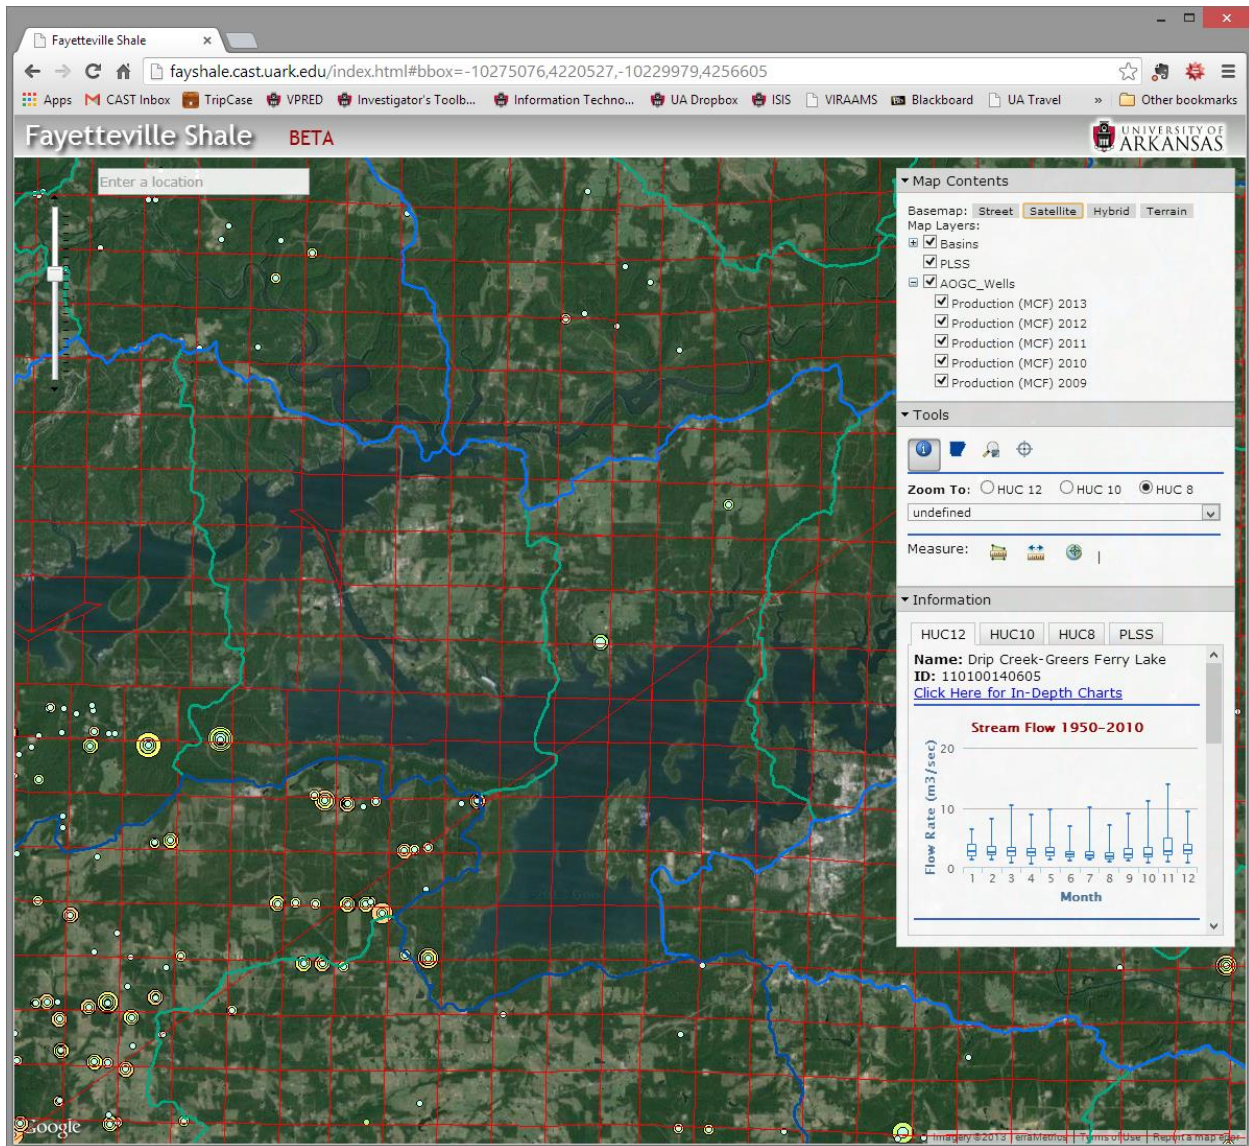 Fayetteville Shale
fayshale.cast.uark.edu/index.html#bbox=-10275076,4220527,-10229979,4256605
Apps CAST Inbox TripCase VPRED Investigator's Toolb... Information Techno... UA Dropbox ISIS VIRAAMS Blackboard UA Travel » Other bookmarks
Fayetteville Shale BETA
UNIVERSITY OF
ARKANSAS
Enter a location
Map Contents
Basemap: Street Satellite Hybrid Terrain
Map Layers:
Basins
PLSS
AOGC_Wells
Production (MCF) 2013
Production (MCF) 2012
Production (MCF) 2011
Production (MCF) 2010
Production (MCF) 2009
Tools
Zoom To: HUC 12 HUC 10 HUC 8
undefined
Measure:
Information
HUC12 HUC10 HUC8 PLSS
Name: Drip Creek-Greers Ferry Lake
ID: 110100140605
Click Here for In-Depth Charts
Stream Flow 1950-2010
Flow Rate (m3/sec)
20
10
0
1 2 3 4 5 6 7 8 9 10 11 12
Month
Google
Imagery ©2013 TerraMetrics Terms of Use Report a map error